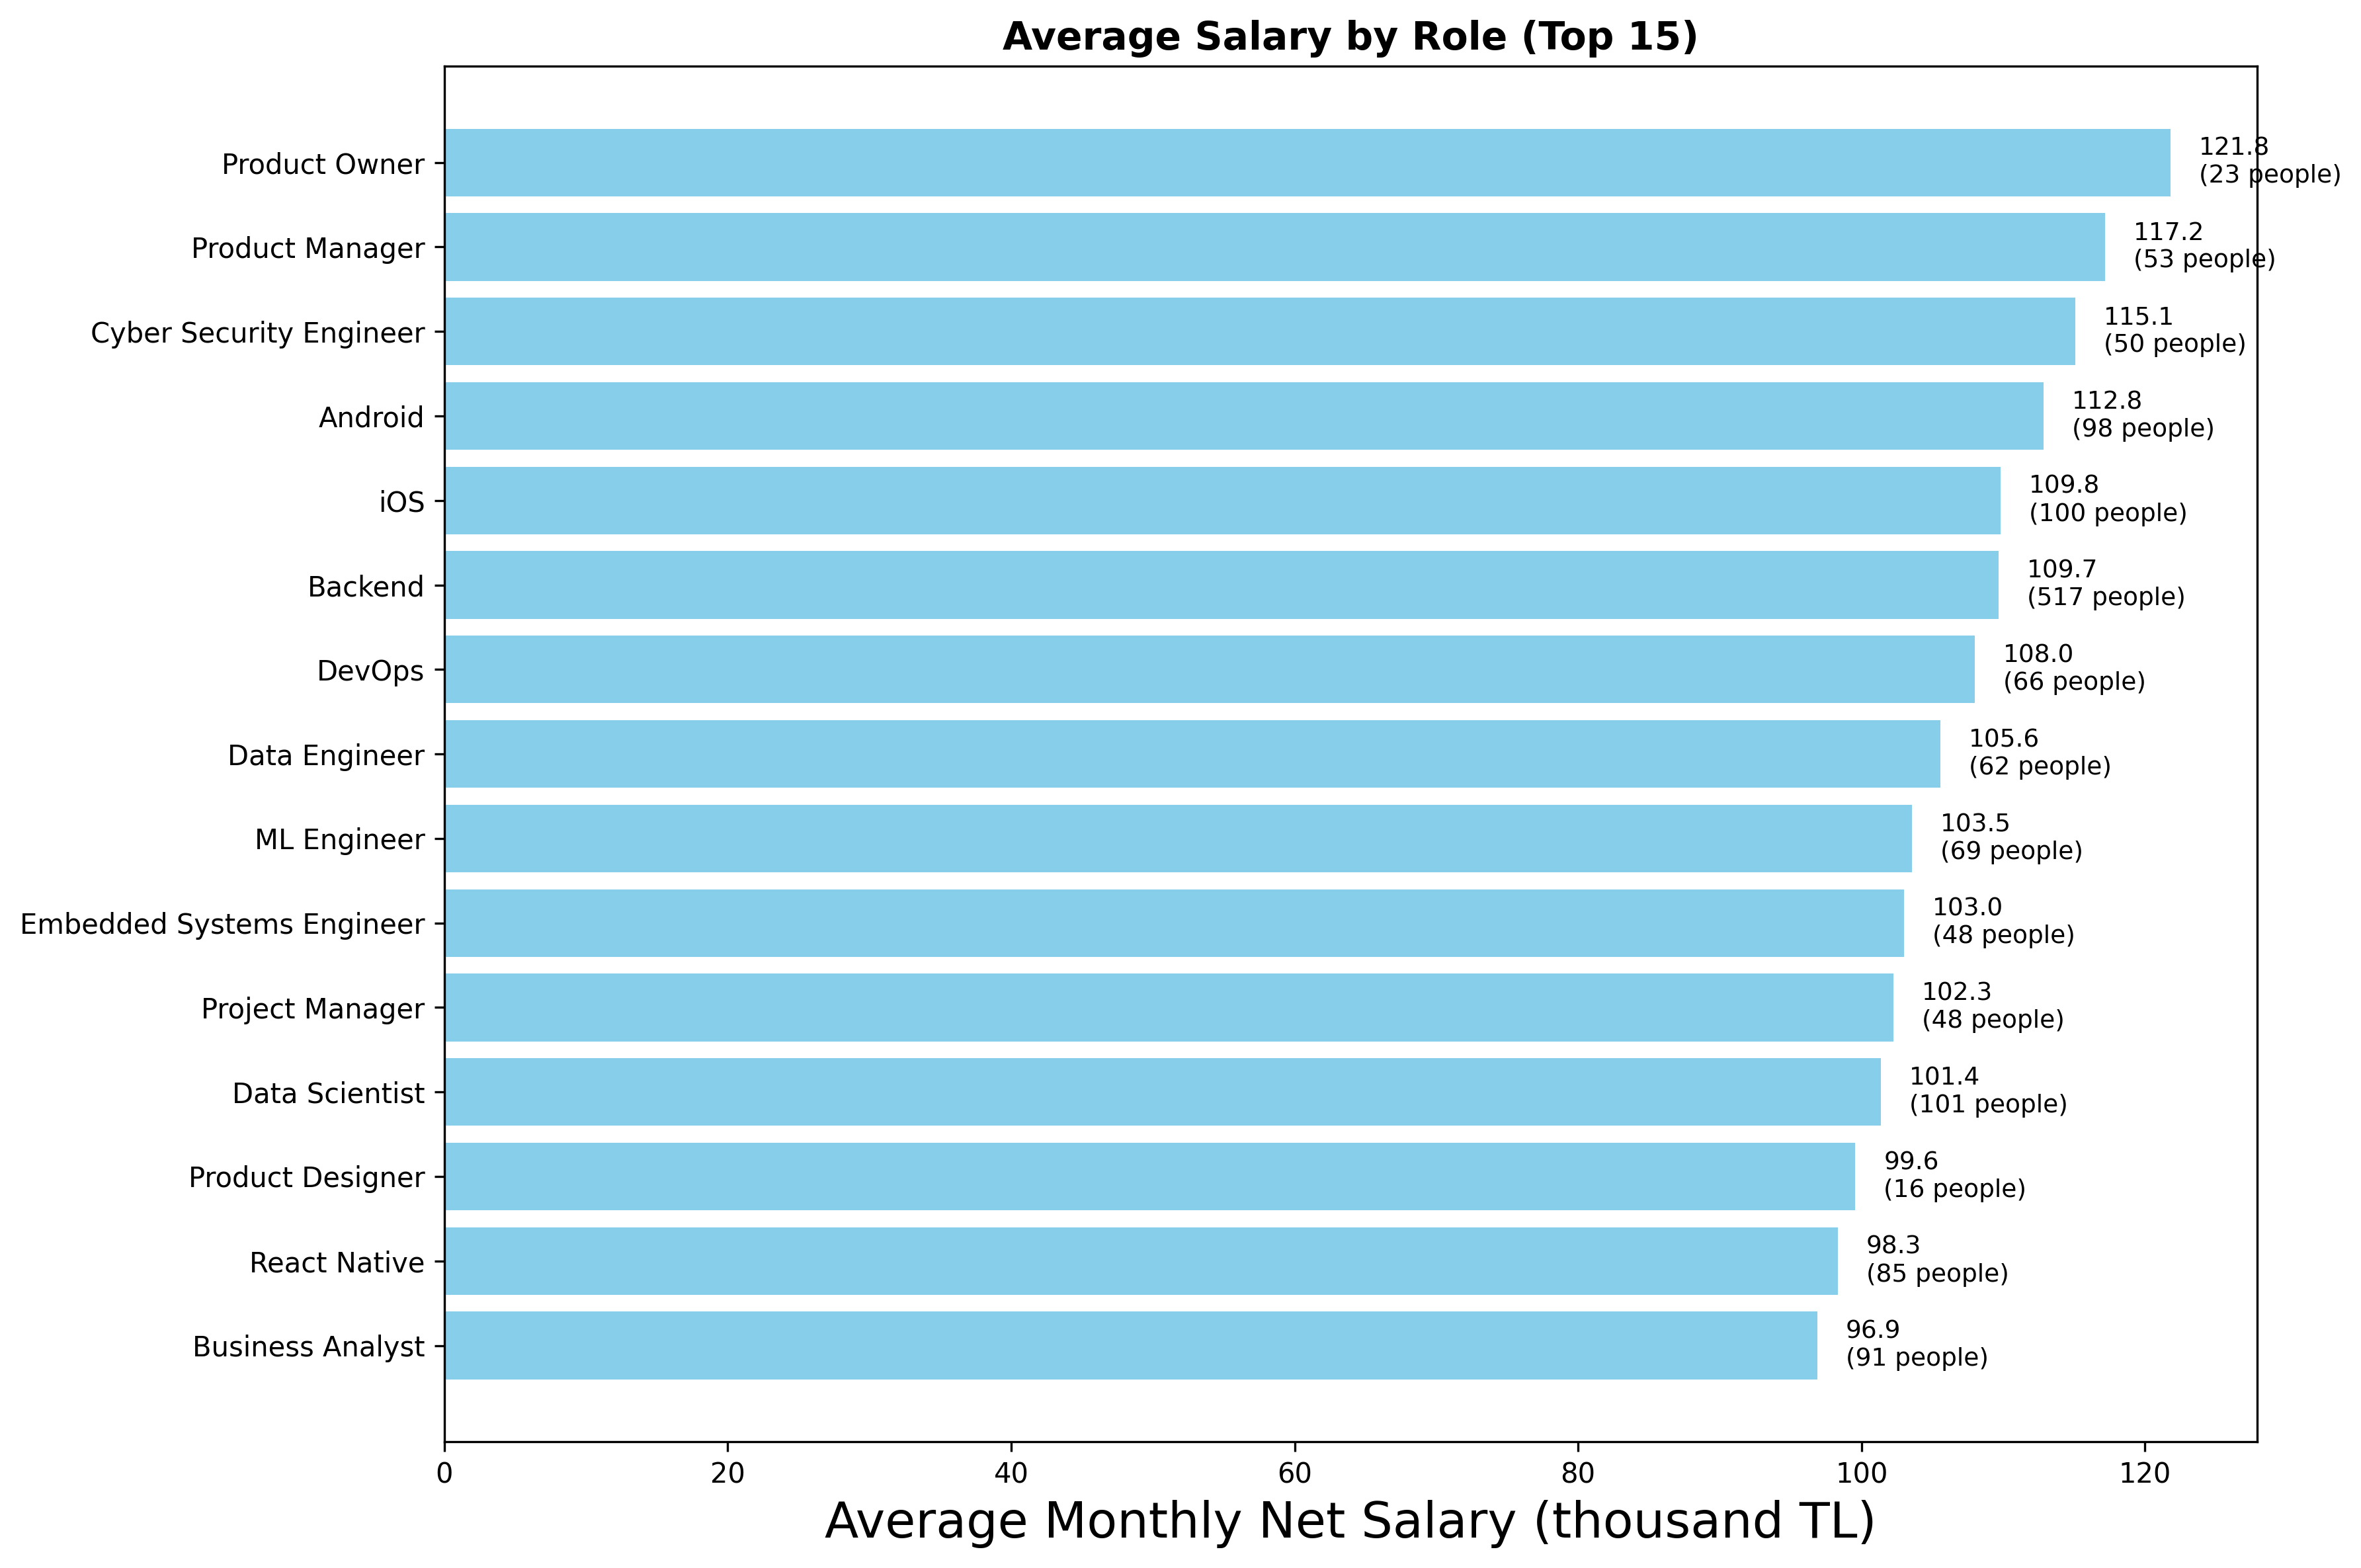 Average Salary by Role (Top 15)
Product Owner
121.8
(23 people)
Product Manager
117.2
(53 people)
Cyber Security Engineer
115.1
(50 people)
Android
112.8
(98 people)
iOS
109.8
(100 people)
Backend
109.7
(517 people)
DevOps
108.0
(66 people)
Data Engineer
105.6
(62 people)
ML Engineer
103.5
(69 people)
Embedded Systems Engineer
103.0
(48 people)
Project Manager
102.3
(48 people)
Data Scientist
101.4
(101 people)
Product Designer
99.6
(16 people)
React Native
98.3
(85 people)
Business Analyst
96.9
(91 people)
0 20 40 60 80 100 120
Average Monthly Net Salary (thousand TL)